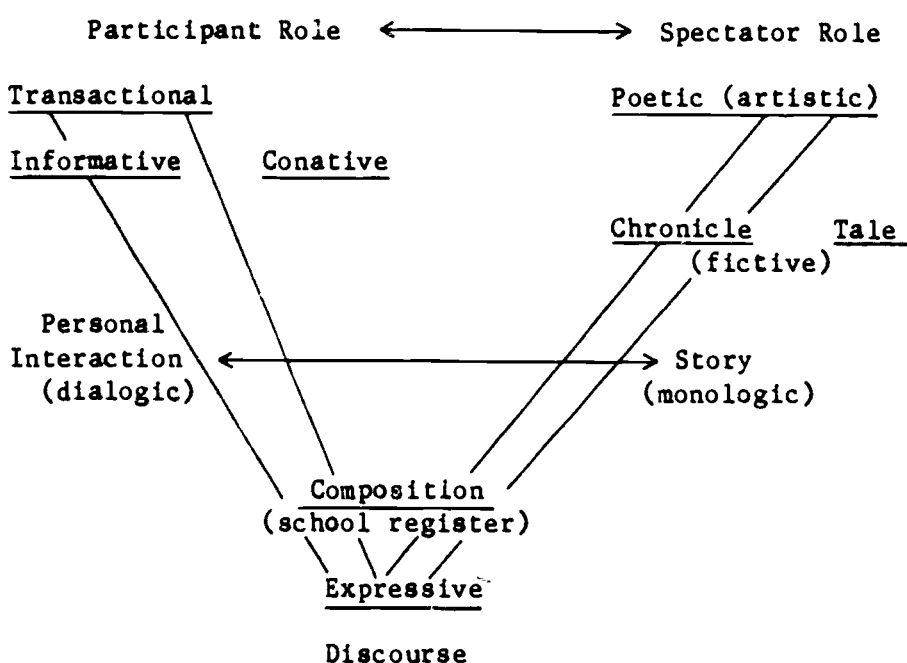 Participant Role Spectator Role
Transactional Poetic (artistic)
Informative Conative
Chronicle Tale
(fictive)
Personal
Interaction Story
(dialogic) (monologic)
Composition
(school register)
Expressive
Discourse